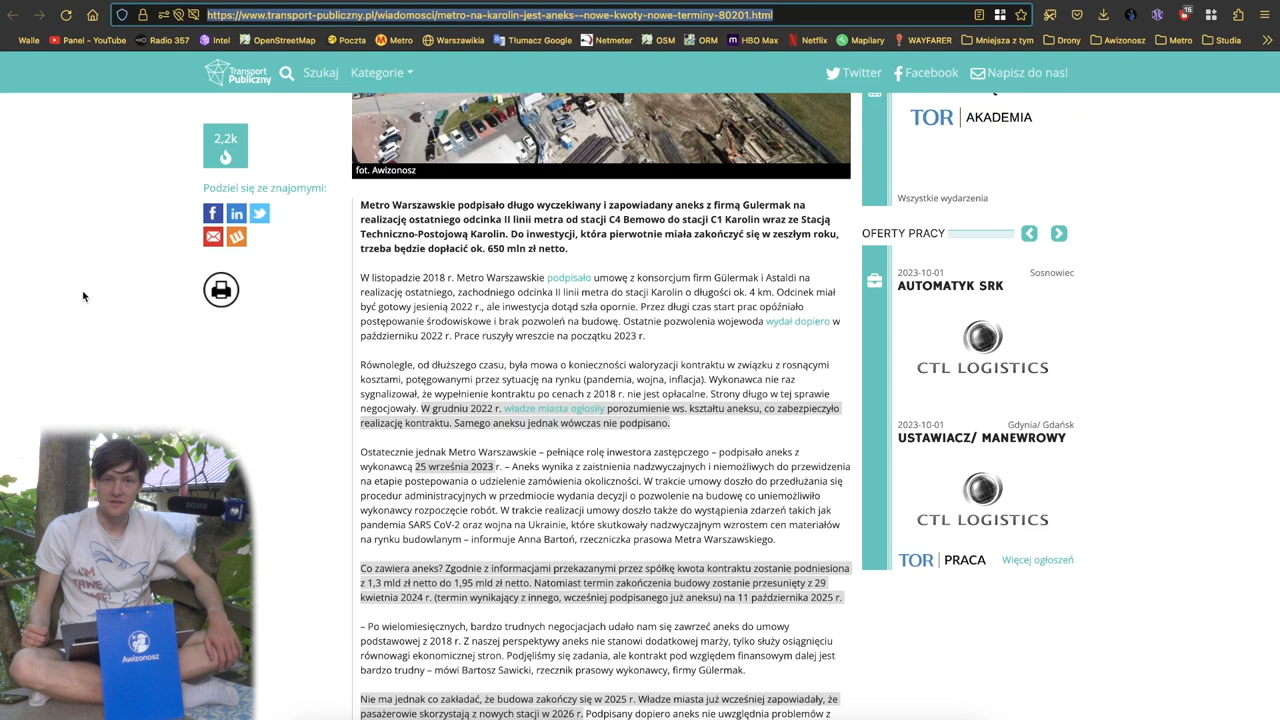 https://www.transport-publiczny.pl/wiadomosci/metro-na-karolin-jest-aneks--nowe-kwoty-nowe-terminy-80201.html
15
Walle
Panel - YouTube
Radio 357
Intel
OpenStreetMap
Poczta
Metro
Warszawikia
Tłumacz Google
Netmeter
OSM
ORM
HBO Max
Netflix
Mapilary
WAYFARER
Mniejsza z tym
Drony
Awizonosz
Metro
Studia
Transport
Publiczny
Szukaj
Kategorie
Twitter
Facebook
Napisz do nas!
2,2k
Podziel się ze znajomymi:
fot. Awizonosz
Metro Warszawskie podpisało długo wyczekiwany i zapowiadany aneks z firmą Gulermak na
realizację ostatniego odcinka II linii metra od stacji C4 Bemowo do stacji C1 Karolin wraz ze Stacją
Techniczno-Postojową Karolin. Do inwestycji, która pierwotnie miała zakończyć się w zeszłym roku,
trzeba będzie dopłacić ok. 650 mln zł netto.
W listopadzie 2018 r. Metro Warszawskie podpisało umowę z konsorcjum firm Gülermak i Astaldi na
realizację ostatniego, zachodniego odcinka II linii metra do stacji Karolin o długości ok. 4 km. Odcinek miał
być gotowy jesienią 2022 r., ale inwestycja dotąd szła opornie. Przez długi czas start prac opóźniało
postępowanie środowiskowe i brak pozwoleń na budowę. Ostatnie pozwolenia wojewoda wydał dopiero w
październiku 2022 r. Prace ruszyły wreszcie na początku 2023 r.
Równolegle, od dłuższego czasu, była mowa o konieczności waloryzacji kontraktu w związku z rosnącymi
kosztami, potęgowanymi przez sytuację na rynku (pandemia, wojna, inflacja). Wykonawca nie raz
sygnalizował, że wypełnienie kontraktu po cenach z 2018 r. nie jest opłacalne. Strony długo w tej sprawie
negocjowały. W grudniu 2022 r. władze miasta ogłosiły porozumienie ws. kształtu aneksu, co zabezpieczyło
realizację kontraktu. Samego aneksu jednak wówczas nie podpisano.
Ostatecznie jednak Metro Warszawskie – pełniące rolę inwestora zastępczego – podpisało aneks z
wykonawcą 25 września 2023 r. – Aneks wynika z zaistnienia nadzwyczajnych i niemożliwych do przewidzenia
na etapie postepowania o udzielenie zamówienia okoliczności. W trakcie umowy doszło do przedłużania się
procedur administracyjnych w przedmiocie wydania decyzji o pozwolenie na budowę co uniemożliwiło
wykonawcy rozpoczęcie robót. W trakcie realizacji umowy doszło także do wystąpienia zdarzeń takich jak
pandemia SARS CoV-2 oraz wojna na Ukrainie, które skutkowały nadzwyczajnym wzrostem cen materiałów
na rynku budowlanym – informuje Anna Bartoń, rzeczniczka prasowa Metra Warszawskiego.
Co zawiera aneks? Zgodnie z informacjami przekazanymi przez spółkę kwota kontraktu zostanie podniesiona
z 1,3 mld zł netto do 1,95 mld zł netto. Natomiast termin zakończenia budowy zostanie przesunięty z 29
kwietnia 2024 r. (termin wynikający z innego, wcześniej podpisanego już aneksu) na 11 października 2025 r.
– Po wielomiesięcznych, bardzo trudnych negocjacjach udało nam się zawrzeć aneks do umowy
podstawowej z 2018 r. Z naszej perspektywy aneks nie stanowi dodatkowej marży, tylko służy osiągnięciu
równowagi ekonomicznej stron. Podjęliśmy się zadania, ale kontrakt pod względem finansowym dalej jest
bardzo trudny – mówi Bartosz Sawicki, rzecznik prasowy wykonawcy, firmy Gülermak.
Nie ma jednak co zakładać, że budowa zakończy się w 2025 r. Władze miasta już wcześniej zapowiadały, że
pasażerowie skorzystają z nowych stacji w 2026 r. Podpisany dopiero aneks nie uwzględnia problemów z
TOR | AKADEMIA
Wszystkie wydarzenia
OFERTY PRACY
2023-10-01
Sosnowiec
AUTOMATYK SRK
CTL LOGISTICS
2023-10-01
Gdynia/ Gdańsk
USTAWIACZ/ MANEWROWY
CTL LOGISTICS
TOR | PRACA
Więcej ogłoszeń
Awizonosz